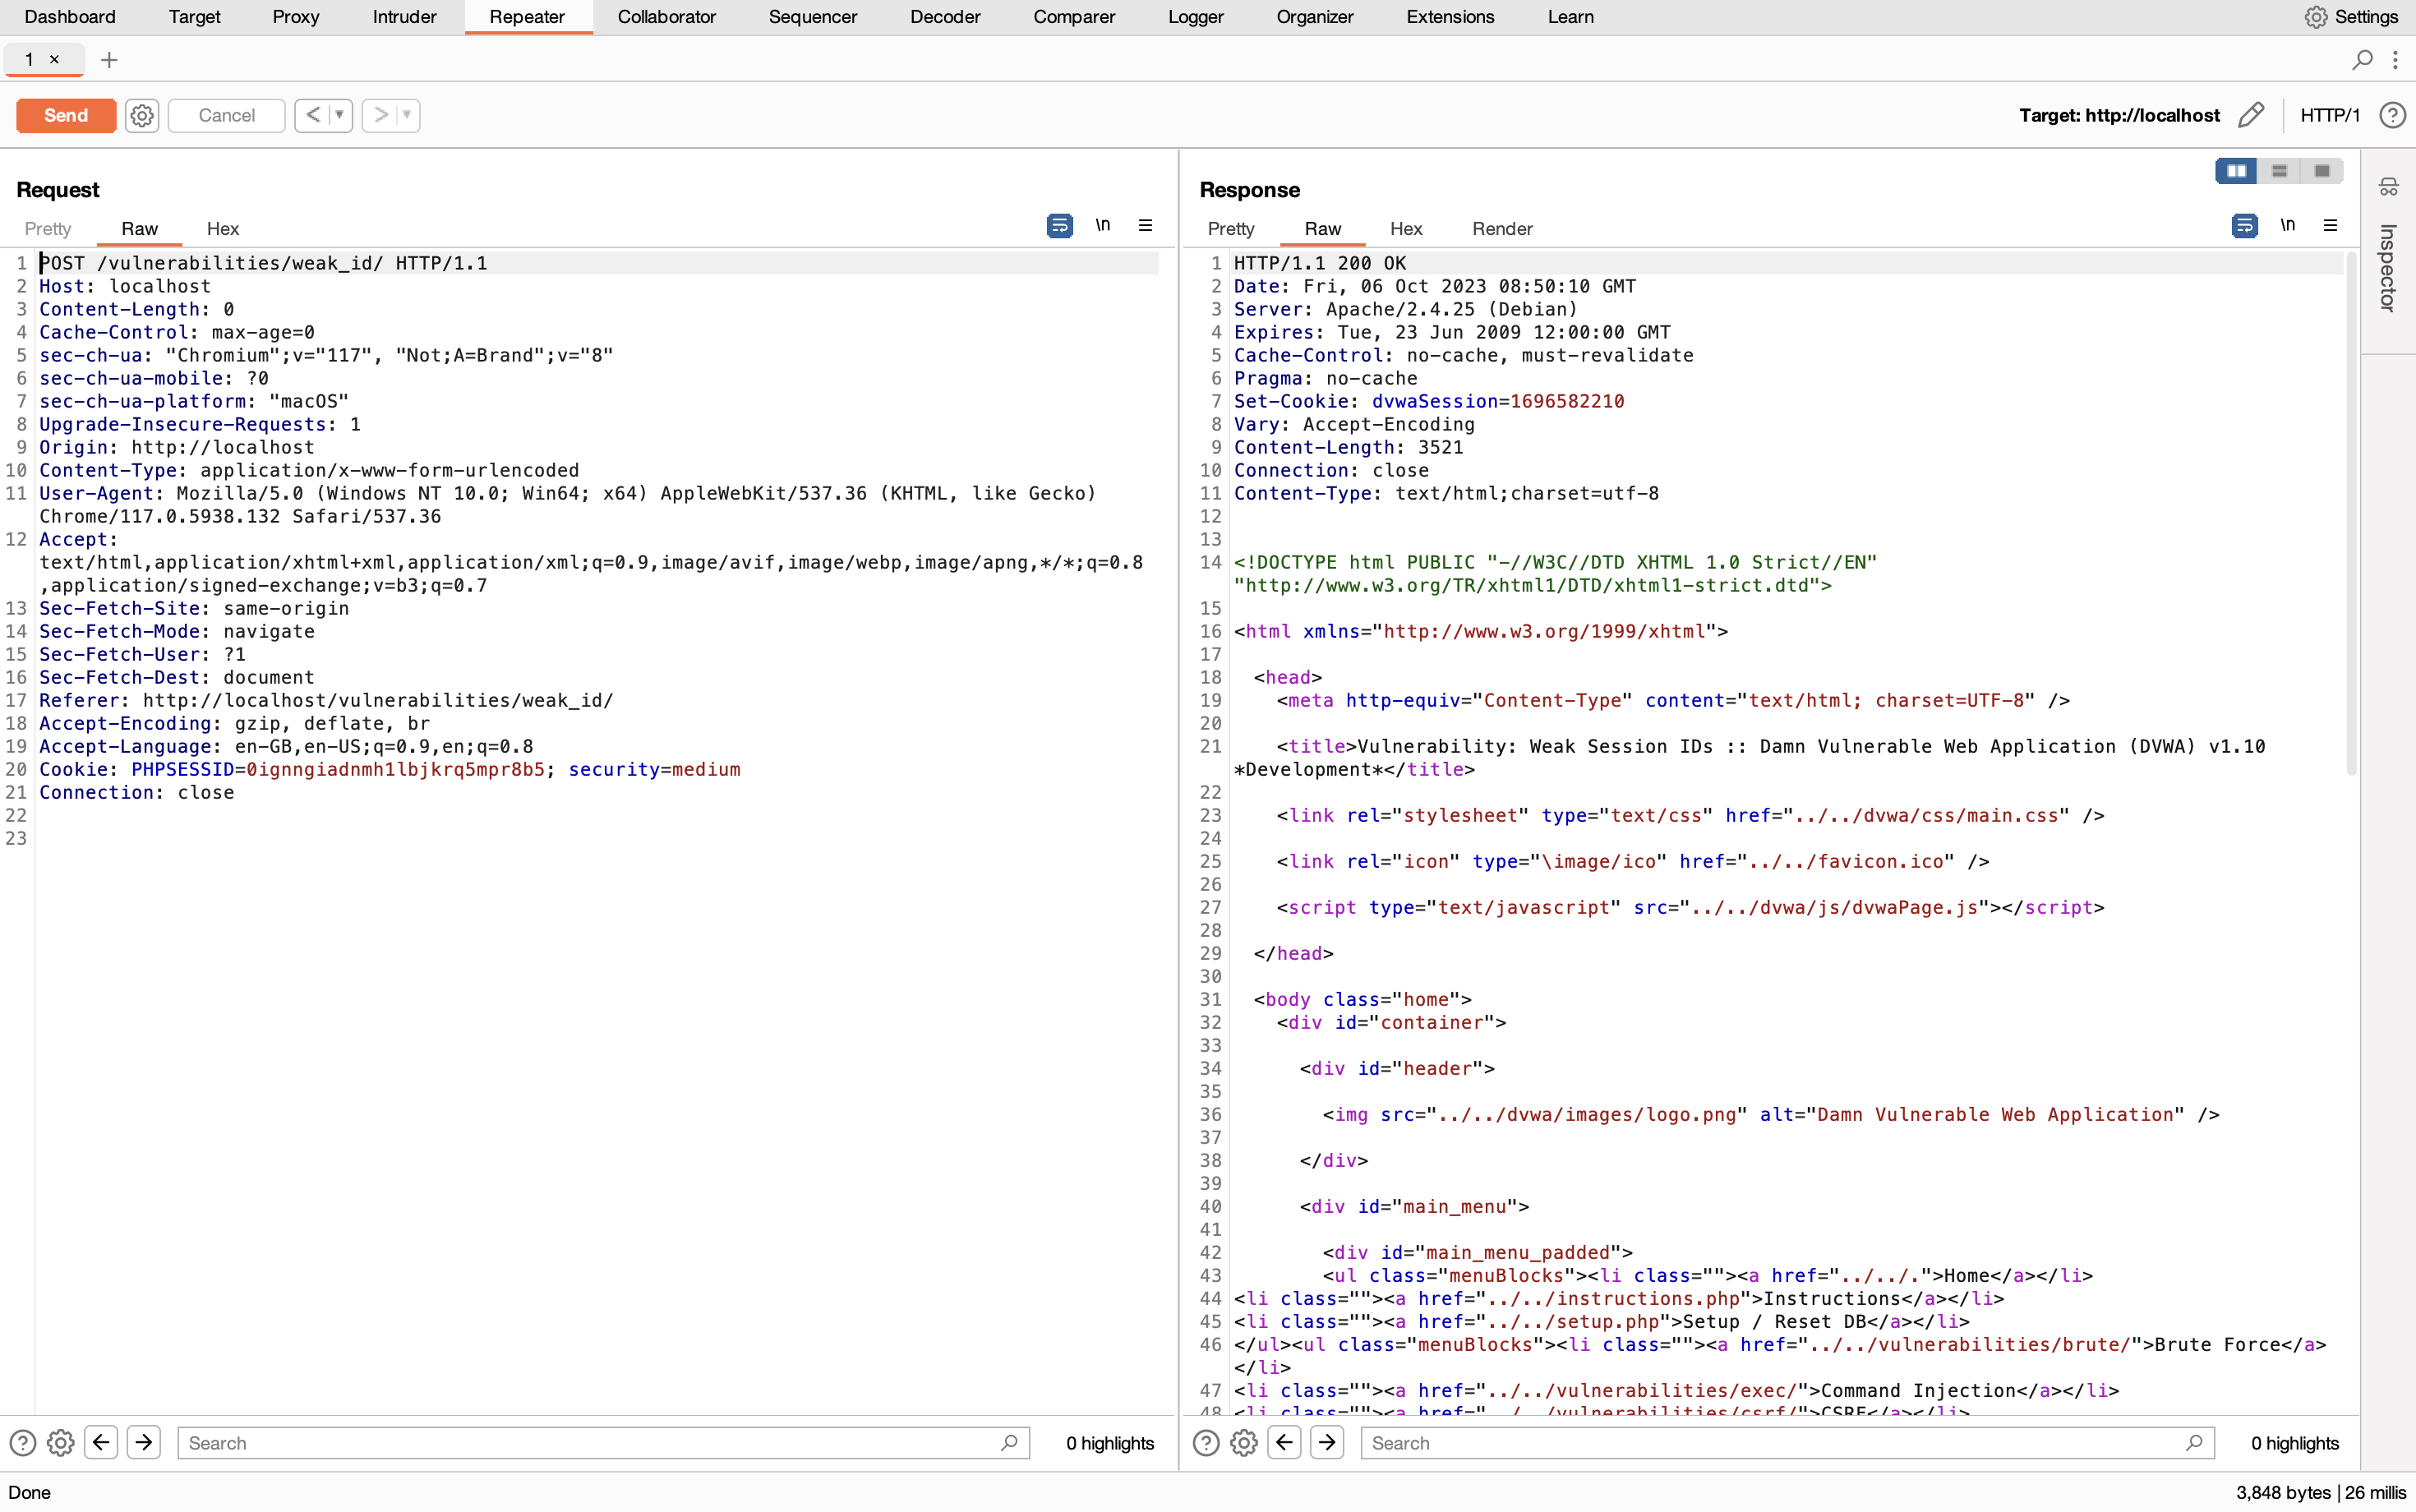 Dashboard Target Proxy Intruder Repeater Collaborator Sequencer Decoder Comparer Logger Organizer Extensions Learn Settings
1 × +
Send Cancel < > Target: http://localhost HTTP/1 ?
Request
Pretty Raw Hex \n
1 POST /vulnerabilities/weak_id/ HTTP/1.1
2 Host: localhost
3 Content-Length: 0
4 Cache-Control: max-age=0
5 sec-ch-ua: "Chromium";v="117", "Not;A=Brand";v="8"
6 sec-ch-ua-mobile: ?0
7 sec-ch-ua-platform: "macOS"
8 Upgrade-Insecure-Requests: 1
9 Origin: http://localhost
10 Content-Type: application/x-www-form-urlencoded
11 User-Agent: Mozilla/5.0 (Windows NT 10.0; Win64; x64) AppleWebKit/537.36 (KHTML, like Gecko)
Chrome/117.0.5938.132 Safari/537.36
12 Accept:
text/html,application/xhtml+xml,application/xml;q=0.9,image/avif,image/webp,image/apng,*/*;q=0.8
,application/signed-exchange;v=b3;q=0.7
13 Sec-Fetch-Site: same-origin
14 Sec-Fetch-Mode: navigate
15 Sec-Fetch-User: ?1
16 Sec-Fetch-Dest: document
17 Referer: http://localhost/vulnerabilities/weak_id/
18 Accept-Encoding: gzip, deflate, br
19 Accept-Language: en-GB,en-US;q=0.9,en;q=0.8
20 Cookie: PHPSESSID=0ignngiadnmh1lbjkrq5mpr8b5; security=medium
21 Connection: close
22
23
? Search 0 highlights
Response
Pretty Raw Hex Render \n
1 HTTP/1.1 200 OK
2 Date: Fri, 06 Oct 2023 08:50:10 GMT
3 Server: Apache/2.4.25 (Debian)
4 Expires: Tue, 23 Jun 2009 12:00:00 GMT
5 Cache-Control: no-cache, must-revalidate
6 Pragma: no-cache
7 Set-Cookie: dvwaSession=1696582210
8 Vary: Accept-Encoding
9 Content-Length: 3521
10 Connection: close
11 Content-Type: text/html;charset=utf-8
12
13
14 <!DOCTYPE html PUBLIC "-//W3C//DTD XHTML 1.0 Strict//EN"
"http://www.w3.org/TR/xhtml1/DTD/xhtml1-strict.dtd">
15
16 <html xmlns="http://www.w3.org/1999/xhtml">
17
18 <head>
19 <meta http-equiv="Content-Type" content="text/html; charset=UTF-8" />
20
21 <title>Vulnerability: Weak Session IDs :: Damn Vulnerable Web Application (DVWA) v1.10
*Development*</title>
22
23 <link rel="stylesheet" type="text/css" href="../../dvwa/css/main.css" />
24
25 <link rel="icon" type="\image/ico" href="../../favicon.ico" />
26
27 <script type="text/javascript" src="../../dvwa/js/dvwaPage.js"></script>
28
29 </head>
30
31 <body class="home">
32 <div id="container">
33
34 <div id="header">
35
36 <img src="../../dvwa/images/logo.png" alt="Damn Vulnerable Web Application" />
37
38 </div>
39
40 <div id="main_menu">
41
42 <div id="main_menu_padded">
43 <ul class="menuBlocks"><li class=""><a href="../../.">Home</a></li>
44 <li class=""><a href="../../instructions.php">Instructions</a></li>
45 <li class=""><a href="../../setup.php">Setup / Reset DB</a></li>
46 </ul><ul class="menuBlocks"><li class=""><a href="../../vulnerabilities/brute/">Brute Force</a>
</li>
47 <li class=""><a href="../../vulnerabilities/exec/">Command Injection</a></li>
48 <li class=""><a href="../../vulnerabilities/csrf/">CSRF</a></li>
? Search 0 highlights
Inspector
Done 3,848 bytes | 26 millis